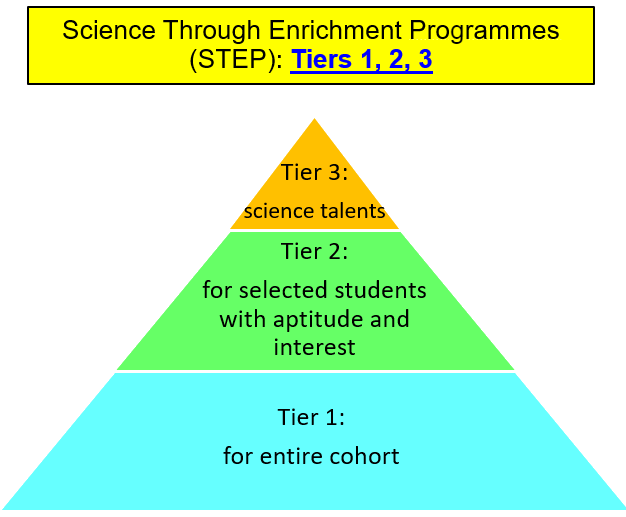 Science Through Enrichment Programmes
(STEP): Tiers 1, 2, 3
Tier 3:
science talents
Tier 2:
for selected students
with aptitude and
interest
Tier 1:
for entire cohort